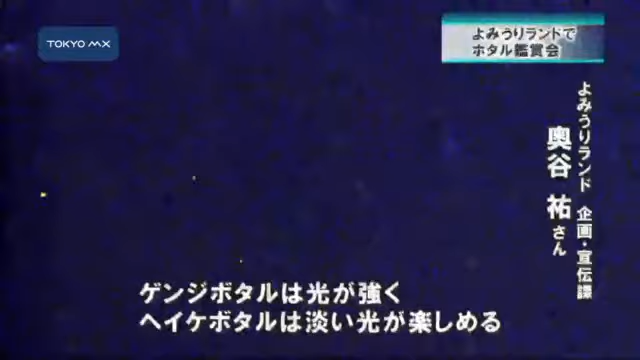 TOKYO MX
よみうりランドで
ホタル鑑賞会
よみうりランド 企画・宣伝課
奥谷 祐さん
ゲンジボタルは光が強く
ヘイケボタルは淡い光が楽しめる